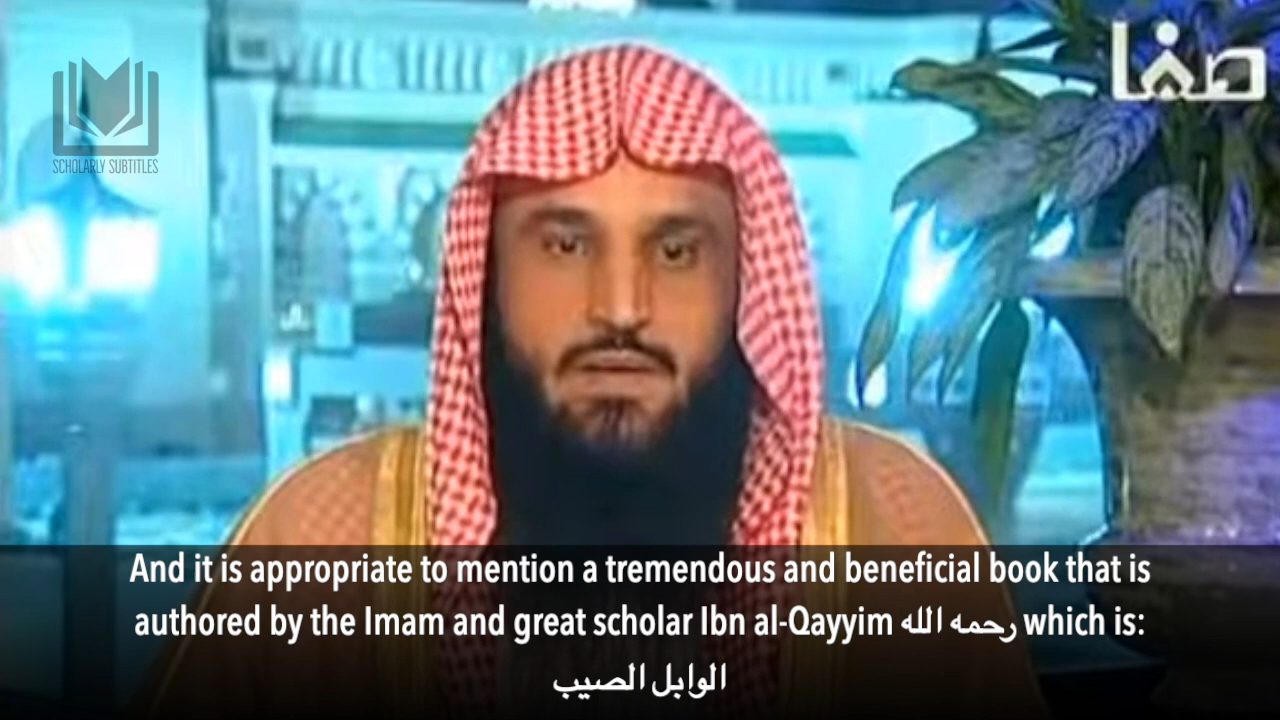 صفا
SCHOLARLY SUBTITLES
And it is appropriate to mention a tremendous and beneficial book that is
authored by the Imam and great scholar Ibn al-Qayyim رحمه الله which is:
الوابل الصيب